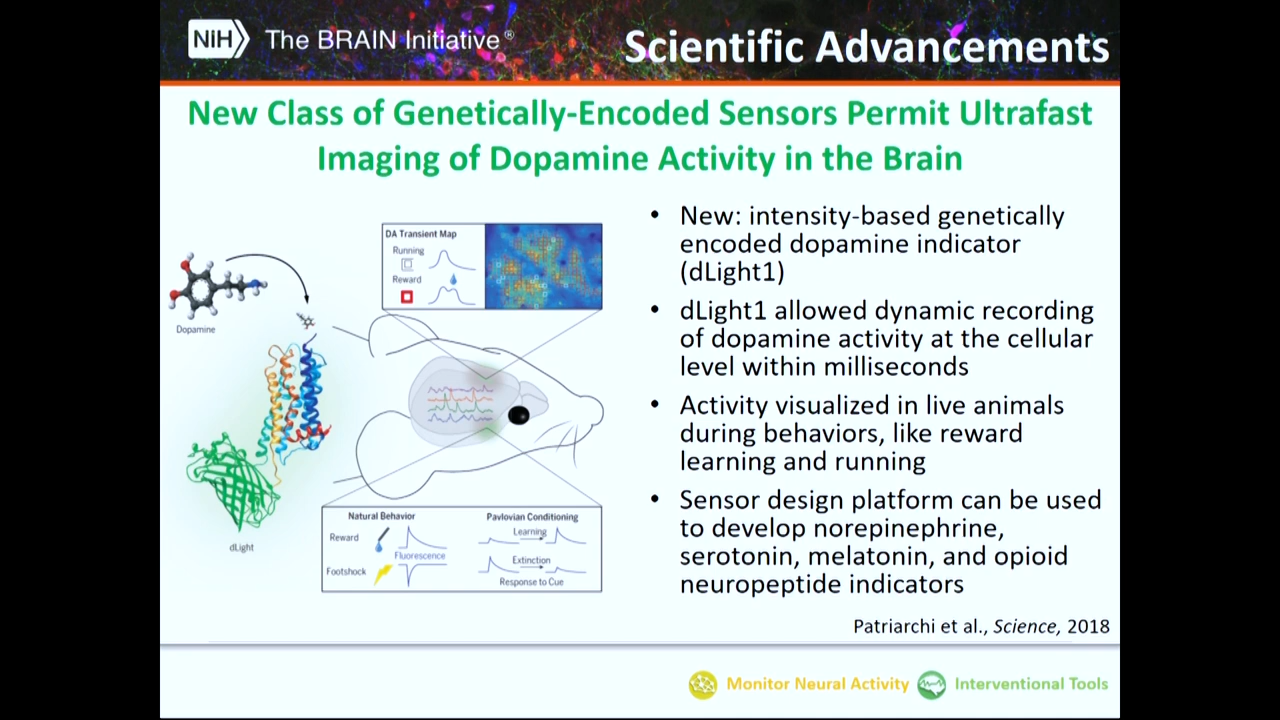 NIH
The BRAIN Initiative®
Scientific Advancements
New Class of Genetically-Encoded Sensors Permit Ultrafast
Imaging of Dopamine Activity in the Brain
Dopamine
dLight
DA Transient Map
Running
Reward
Natural Behavior
Reward
Fluorescence
Footshock
Pavlovian Conditioning
Learning
Extinction
Response to Cue
• New: intensity-based genetically
encoded dopamine indicator
(dLight1)
• dLight1 allowed dynamic recording
of dopamine activity at the cellular
level within milliseconds
• Activity visualized in live animals
during behaviors, like reward
learning and running
• Sensor design platform can be used
to develop norepinephrine,
serotonin, melatonin, and opioid
neuropeptide indicators
Patriarchi et al., Science, 2018
Monitor Neural Activity
Interventional Tools